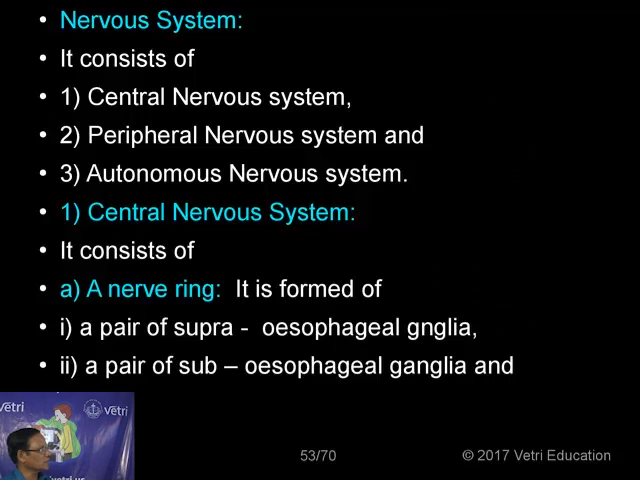 • Nervous System:
• It consists of
• 1) Central Nervous system,
• 2) Peripheral Nervous system and
• 3) Autonomous Nervous system.
• 1) Central Nervous System:
• It consists of
• a) A nerve ring:  It is formed of
• i) a pair of supra -  oesophageal gnglia,
• ii) a pair of sub – oesophageal ganglia and
Vetri
Vetri
53/70
© 2017 Vetri Education